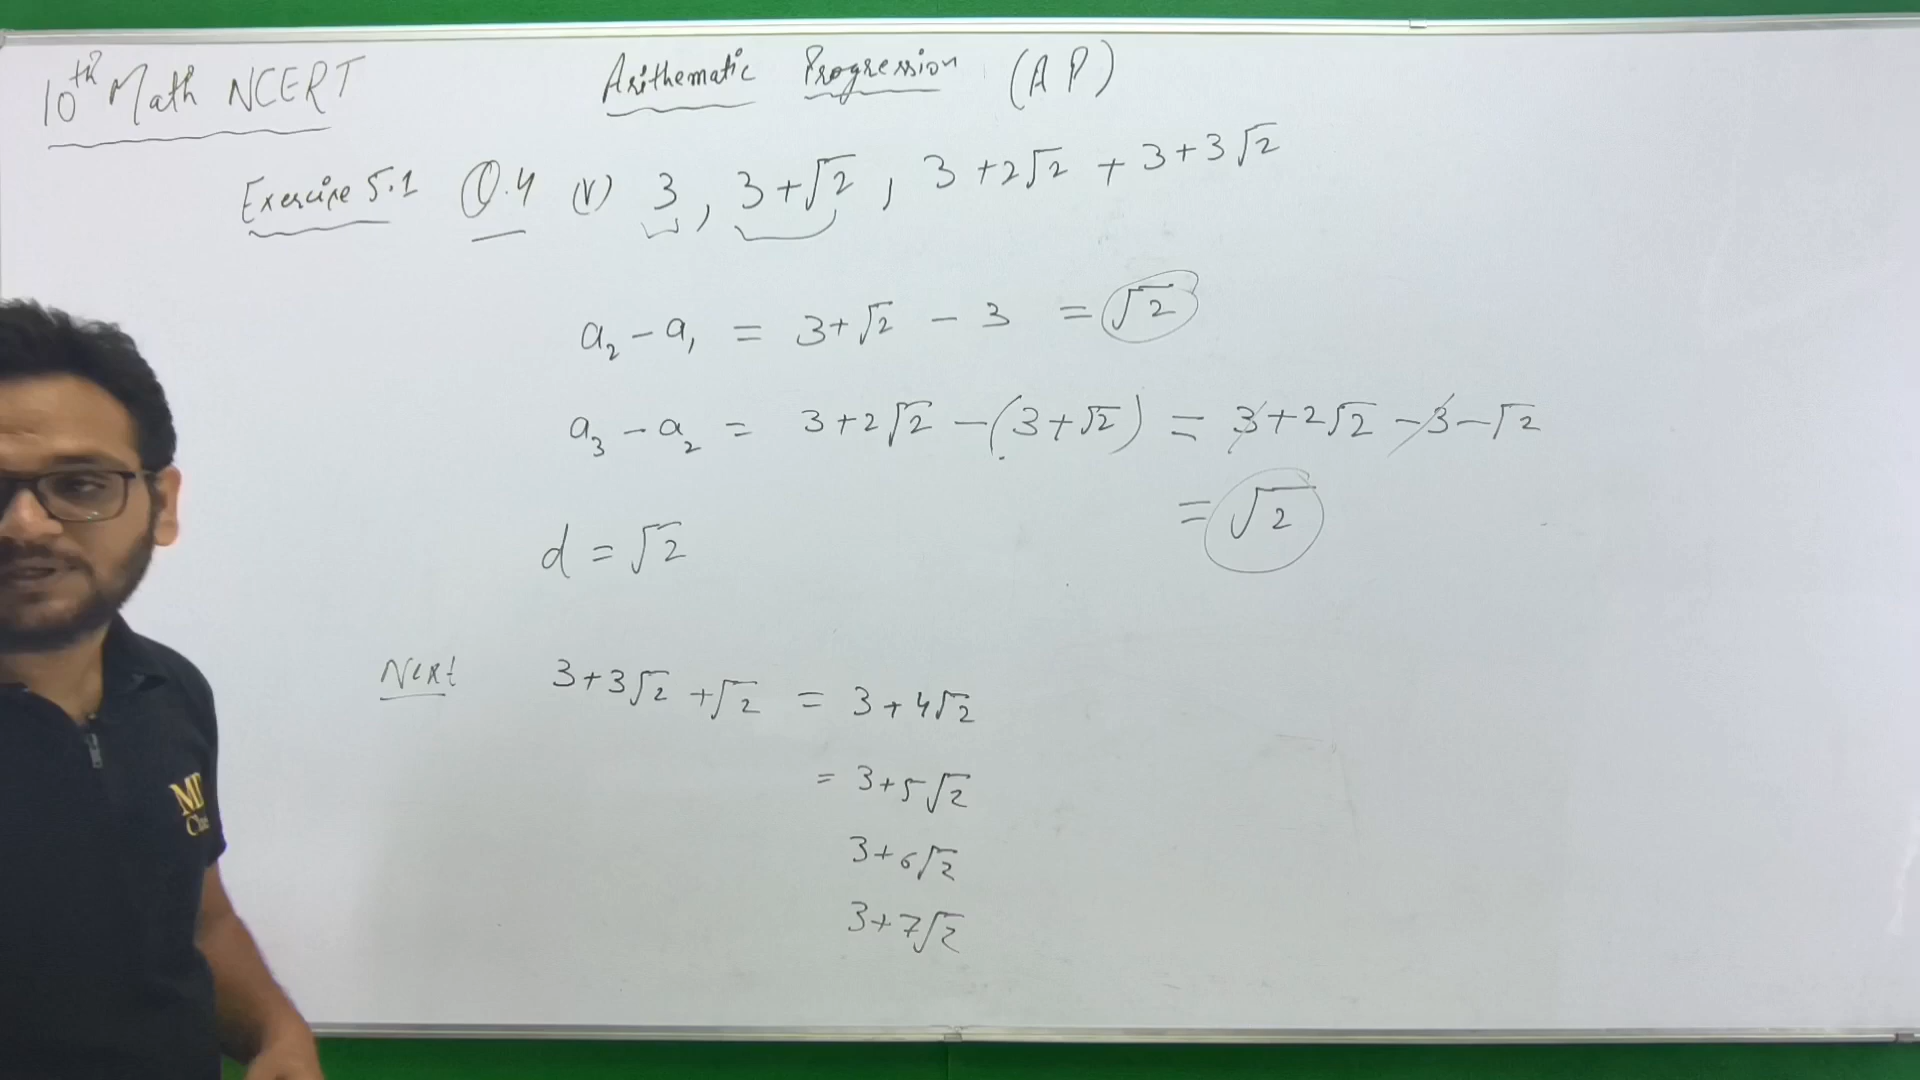 10th Math NCERT
Arithematic Progression (AP)
Exercise 5.1 Q.4 (V) 3, 3+√2, 3+2√2 + 3+3√2
a₂ - a₁ = 3+√2 - 3 = √2
a₃ - a₂ = 3+2√2 -(3+√2) = 3+2√2 -3-√2
= √2
d = √2
Next 3+3√2 +√2 = 3+4√2
= 3+5√2
3+6√2
3+7√2